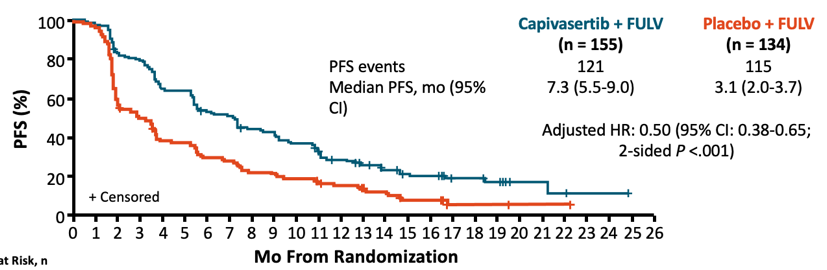 Capivasertib + FULV Placebo + FULV
(n = 155) (n = 134)
PFS events 121 115
Median PFS, mo (95% 7.3 (5.5-9.0) 3.1 (2.0-3.7)
CI)
Adjusted HR: 0.50 (95% CI: 0.38-0.65;
2-sided P <.001)
PFS (%)
100
80
60
40
20
0
+ Censored
0 1 2 3 4 5 6 7 8 9 10 11 12 13 14 15 16 17 18 19 20 21 22 23 24 25 26
Mo From Randomization
at Risk, n